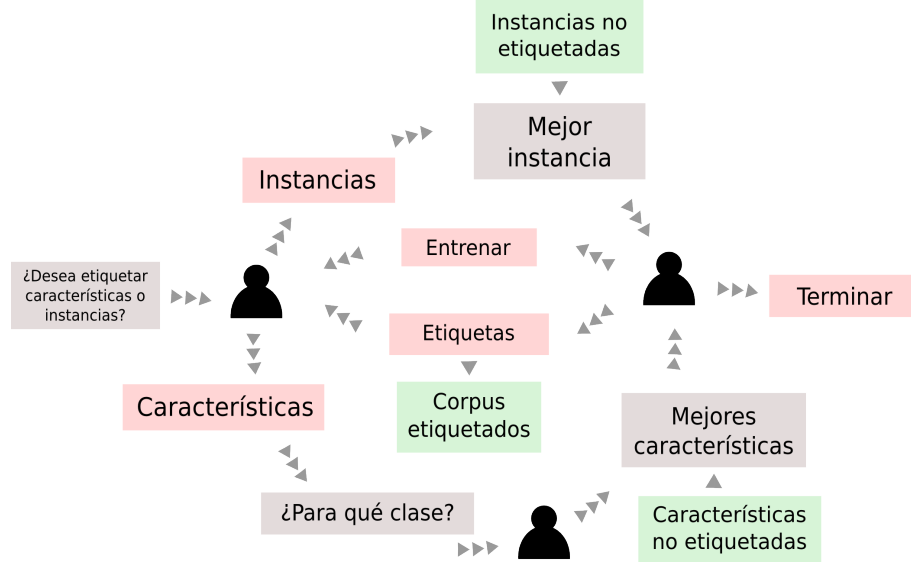 Instancias no
etiquetadas
Mejor
instancia
Instancias
Entrenar
¿Desea etiquetar
características o
instancias?
Terminar
Etiquetas
Características
Corpus
etiquetados
Mejores
características
¿Para qué clase?
Características
no etiquetadas